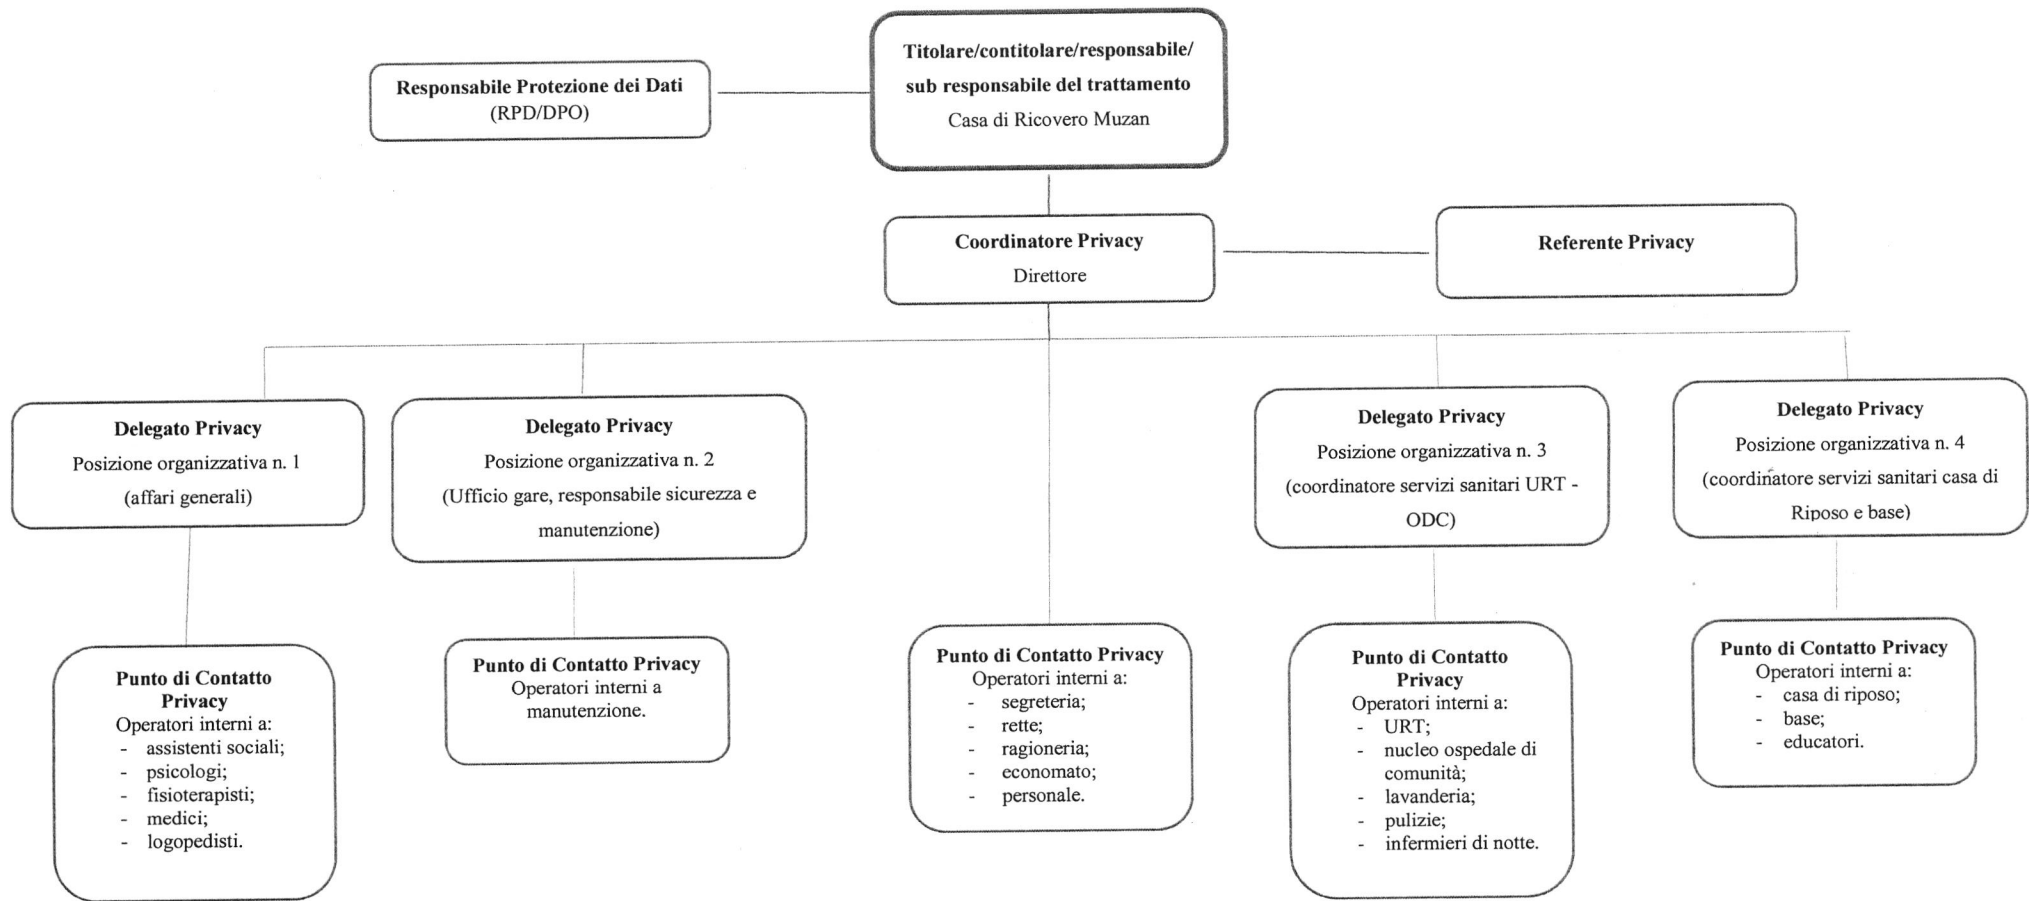 Titolare/contitolare/responsabile/
sub responsabile del trattamento
Casa di Ricovero Muzan
Responsabile Protezione dei Dati
(RPD/DPO)
Coordinatore Privacy
Direttore
Referente Privacy
Delegato Privacy
Posizione organizzativa n. 1
(affari generali)
Delegato Privacy
Posizione organizzativa n. 2
(Ufficio gare, responsabile sicurezza e
manutenzione)
Delegato Privacy
Posizione organizzativa n. 3
(coordinatore servizi sanitari URT -
ODC)
Delegato Privacy
Posizione organizzativa n. 4
(coordinatore servizi sanitari casa di
Riposo e base)
Punto di Contatto
Privacy
Operatori interni a:
- assistenti sociali;
- psicologi;
- fisioterapisti;
- medici;
- logopedisti.
Punto di Contatto Privacy
Operatori interni a
manutenzione.
Punto di Contatto Privacy
Operatori interni a:
- segreteria;
- rette;
- ragioneria;
- economato;
- personale.
Punto di Contatto
Privacy
Operatori interni a:
- URT;
- nucleo ospedale di
comunità;
- lavanderia;
- pulizie;
- infermieri di notte.
Punto di Contatto Privacy
Operatori interni a:
- casa di riposo;
- base;
- educatori.